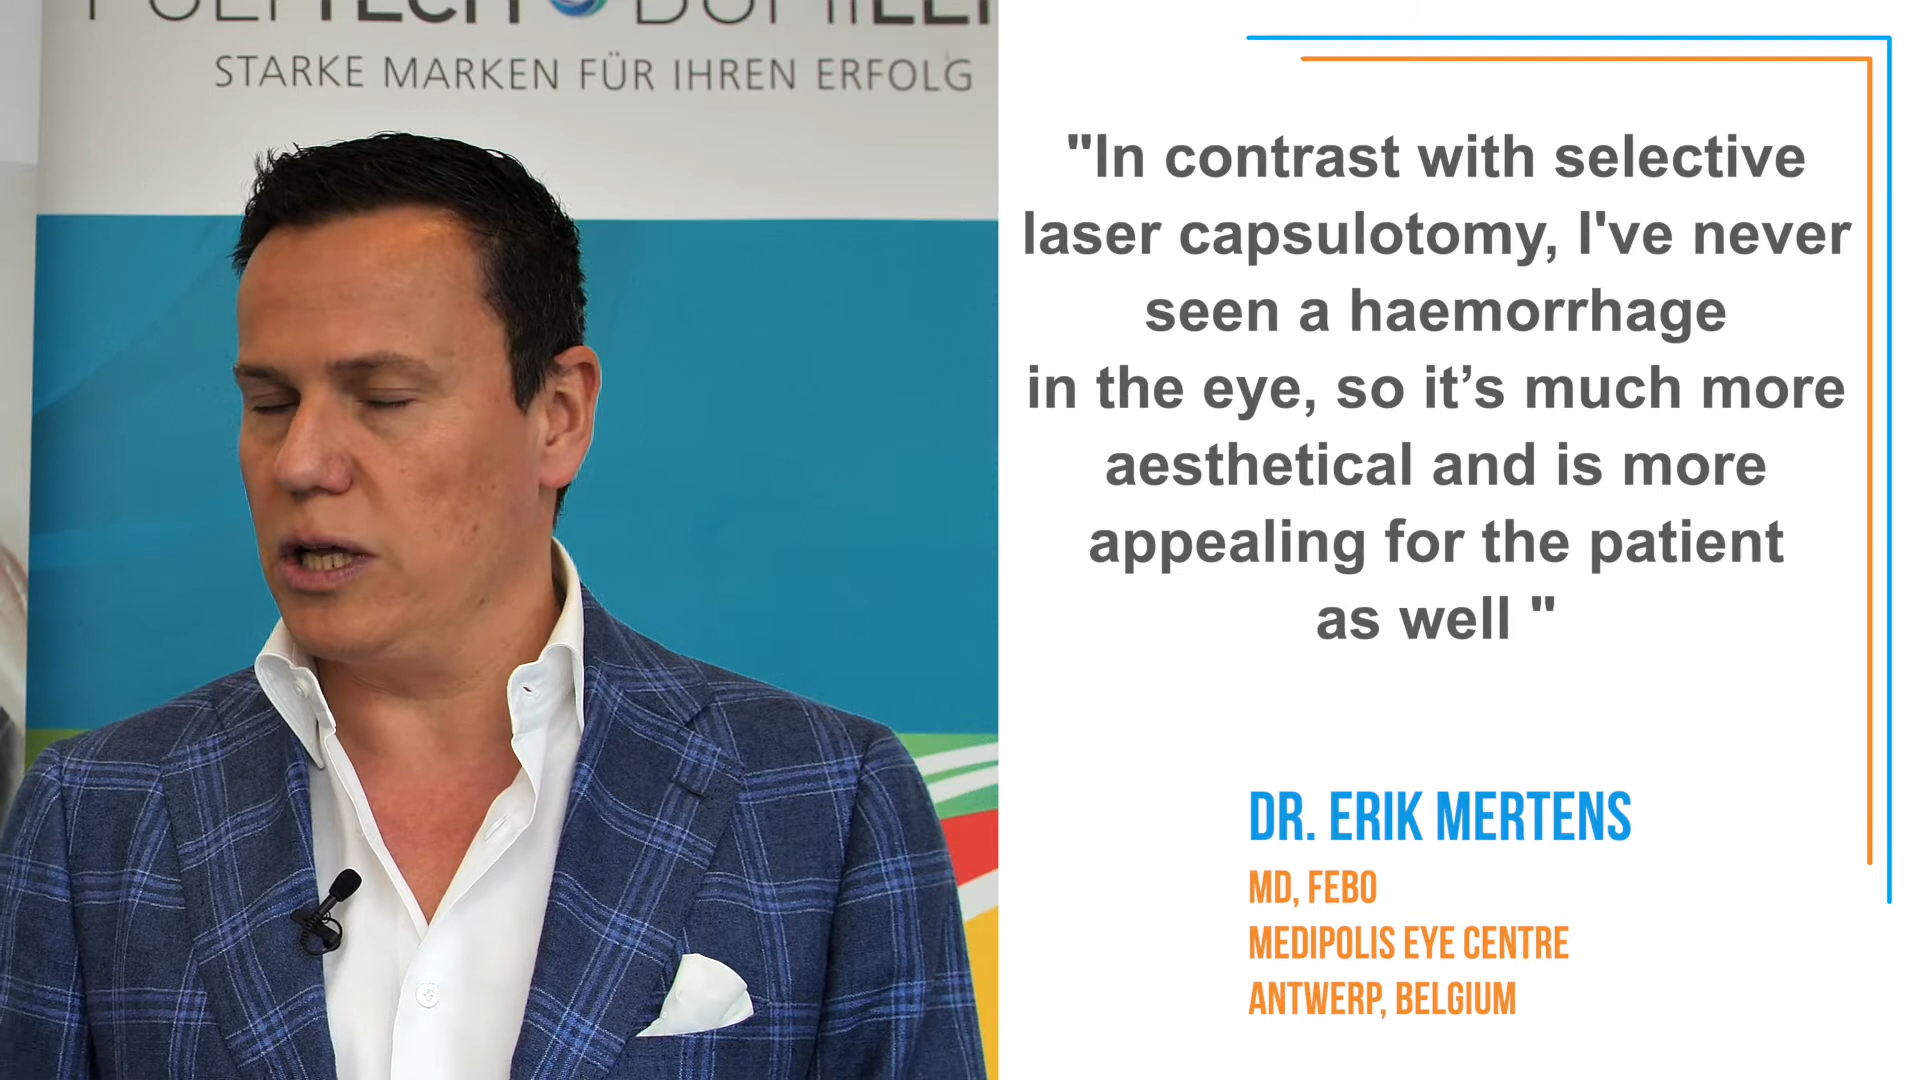 STARKE MARKEN FÜR IHREN ERFOLG
"In contrast with selective
laser capsulotomy, I've never
seen a haemorrhage
in the eye, so it’s much more
aesthetical and is more
appealing for the patient
as well "
DR. ERIK MERTENS
MD, FEBO
MEDIPOLIS EYE CENTRE
ANTWERP, BELGIUM